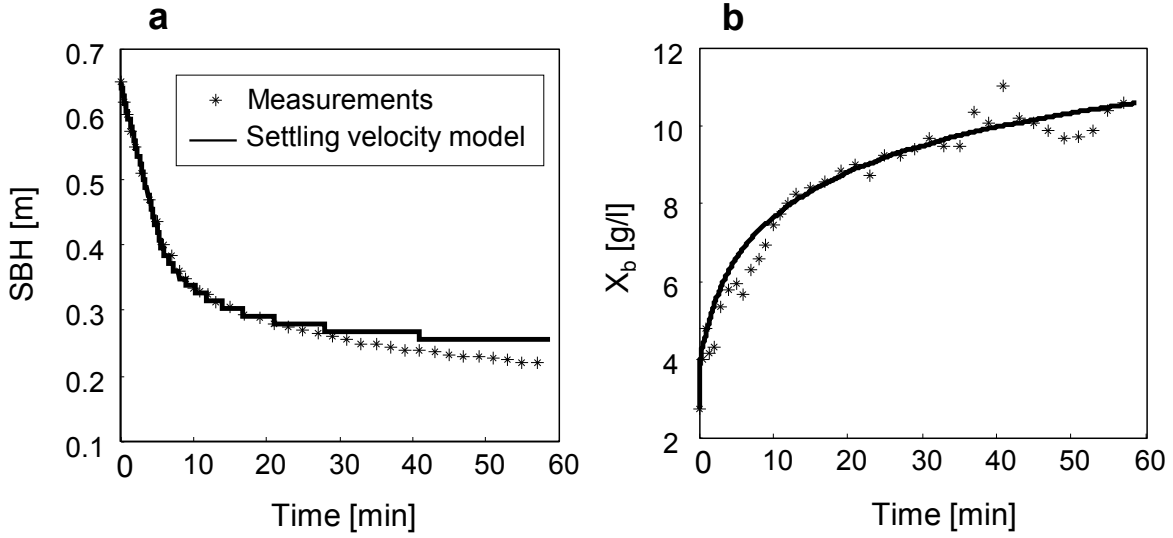 a
0.7
0.6
0.5
0.4
0.3
0.2
0.1
SBH [m]
Measurements
Settling velocity model
0 10 20 30 40 50 60
Time [min]
b
12
10
8
6
4
2
X_b [g/l]
0 10 20 30 40 50 60
Time [min]